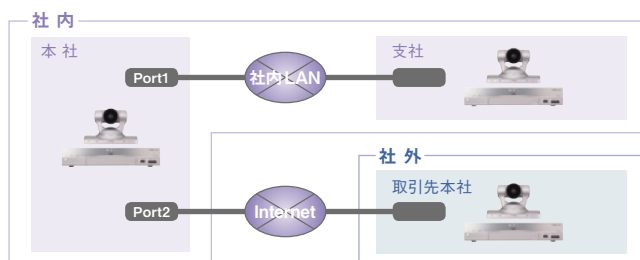 社内
本社
支社
Port1
社内LAN
社外
取引先本社
Port2
Internet